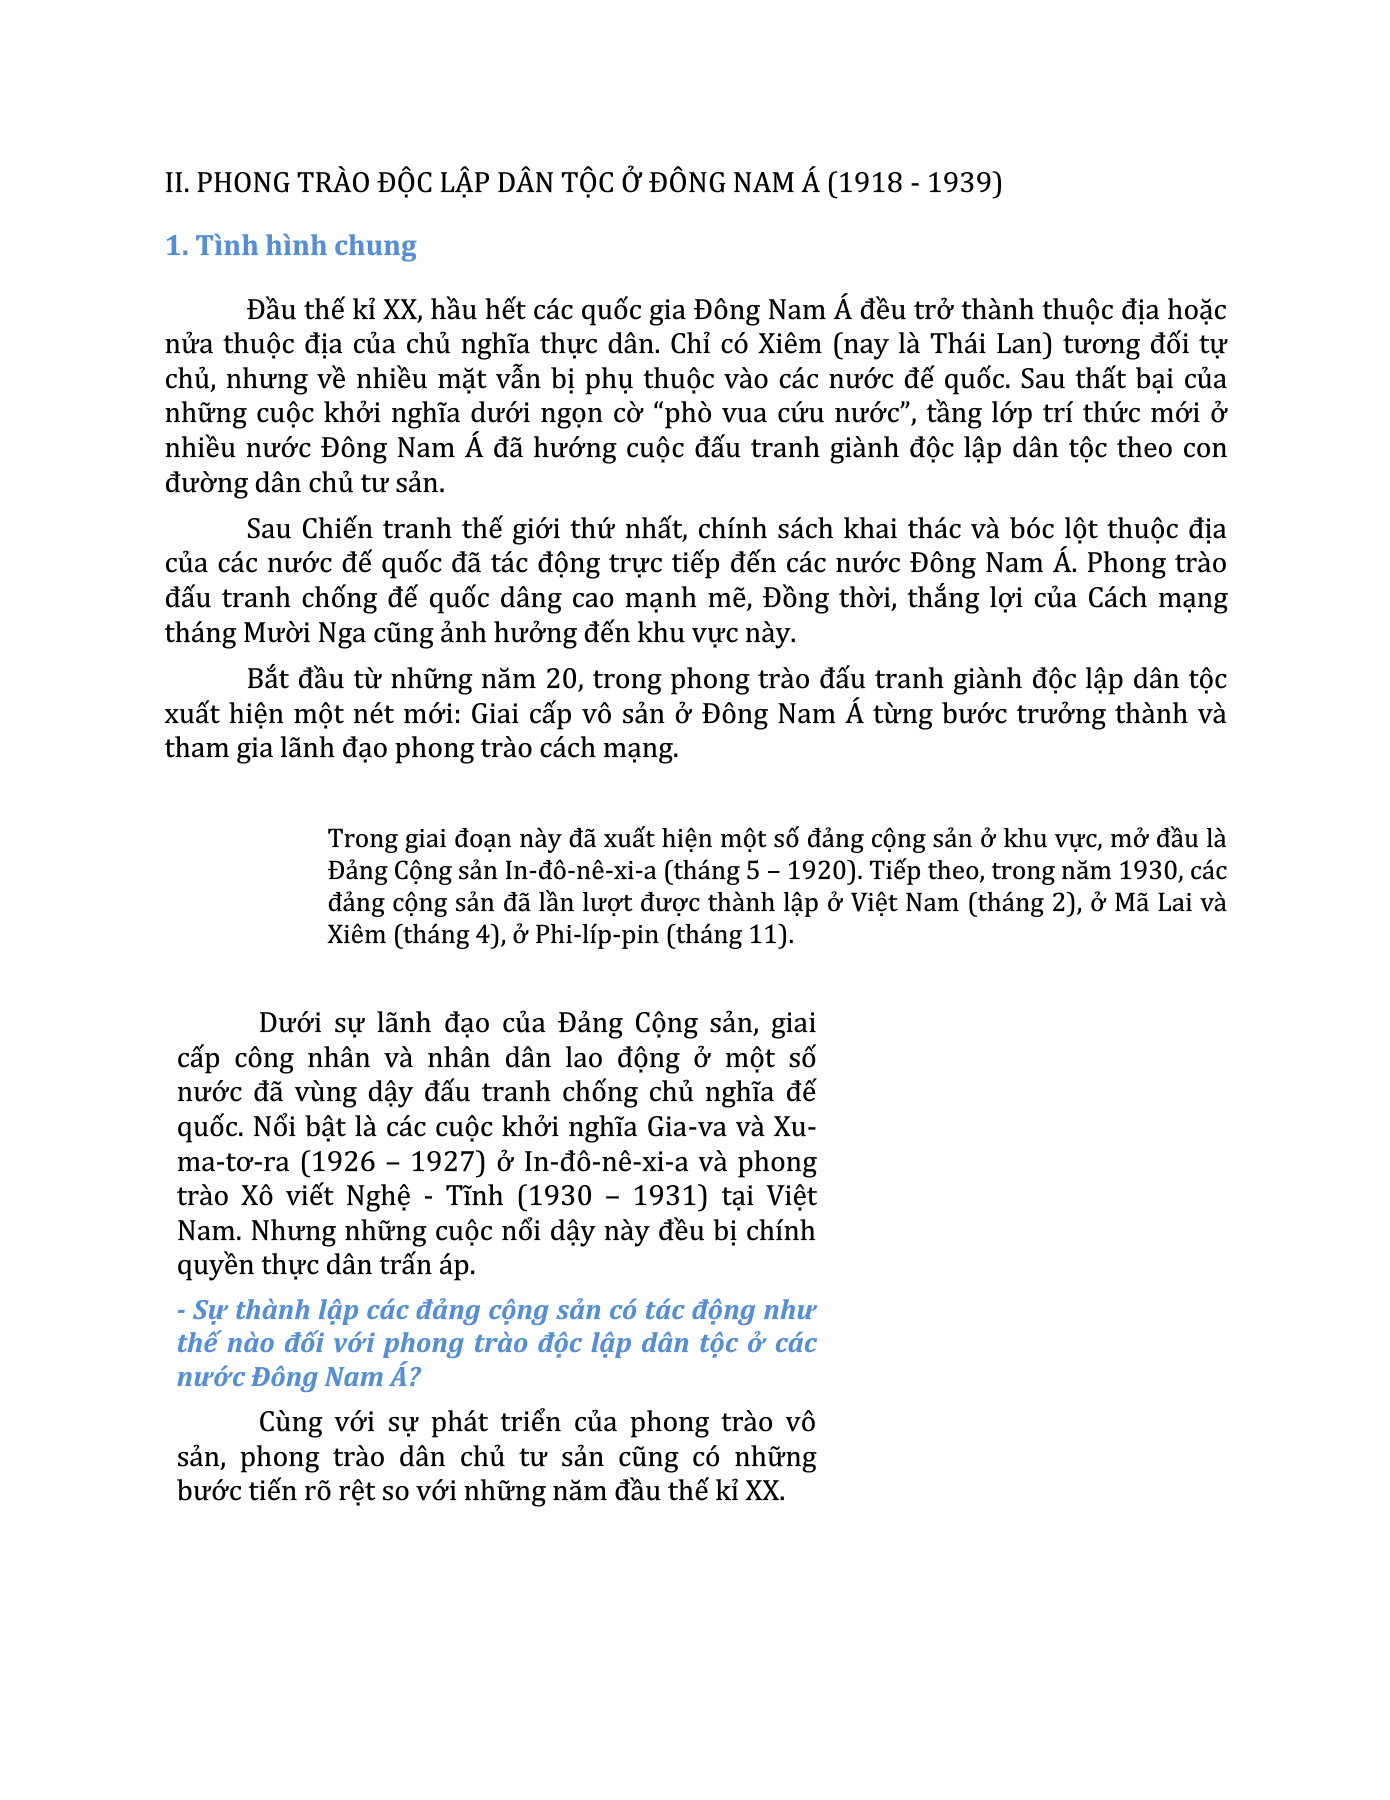 II. PHONG TRÀO ĐỘC LẬP DÂN TỘC Ở ĐÔNG NAM Á (1918 - 1939)
1. Tình hình chung
Đầu thế kỉ XX, hầu hết các quốc gia Đông Nam Á đều trở thành thuộc địa hoặc
nửa thuộc địa của chủ nghĩa thực dân. Chỉ có Xiêm (nay là Thái Lan) tương đối tự
chủ, nhưng về nhiều mặt vẫn bị phụ thuộc vào các nước đế quốc. Sau thất bại của
những cuộc khởi nghĩa dưới ngọn cờ “phò vua cứu nước”, tầng lớp trí thức mới ở
nhiều nước Đông Nam Á đã hướng cuộc đấu tranh giành độc lập dân tộc theo con
đường dân chủ tư sản.
Sau Chiến tranh thế giới thứ nhất, chính sách khai thác và bóc lột thuộc địa
của các nước đế quốc đã tác động trực tiếp đến các nước Đông Nam Á. Phong trào
đấu tranh chống đế quốc dâng cao mạnh mẽ, Đồng thời, thắng lợi của Cách mạng
tháng Mười Nga cũng ảnh hưởng đến khu vực này.
Bắt đầu từ những năm 20, trong phong trào đấu tranh giành độc lập dân tộc
xuất hiện một nét mới: Giai cấp vô sản ở Đông Nam Á từng bước trưởng thành và
tham gia lãnh đạo phong trào cách mạng.
Trong giai đoạn này đã xuất hiện một số đảng cộng sản ở khu vực, mở đầu là
Đảng Cộng sản In-đô-nê-xi-a (tháng 5 – 1920). Tiếp theo, trong năm 1930, các
đảng cộng sản đã lần lượt được thành lập ở Việt Nam (tháng 2), ở Mã Lai và
Xiêm (tháng 4), ở Phi-líp-pin (tháng 11).
Dưới sự lãnh đạo của Đảng Cộng sản, giai
cấp công nhân và nhân dân lao động ở một số
nước đã vùng dậy đấu tranh chống chủ nghĩa đế
quốc. Nổi bật là các cuộc khởi nghĩa Gia-va và Xu-
ma-tơ-ra (1926 – 1927) ở In-đô-nê-xi-a và phong
trào Xô viết Nghệ - Tĩnh (1930 – 1931) tại Việt
Nam. Nhưng những cuộc nổi dậy này đều bị chính
quyền thực dân trấn áp.
- Sự thành lập các đảng cộng sản có tác động như
thế nào đối với phong trào độc lập dân tộc ở các
nước Đông Nam Á?
Cùng với sự phát triển của phong trào vô
sản, phong trào dân chủ tư sản cũng có những
bước tiến rõ rệt so với những năm đầu thế kỉ XX.